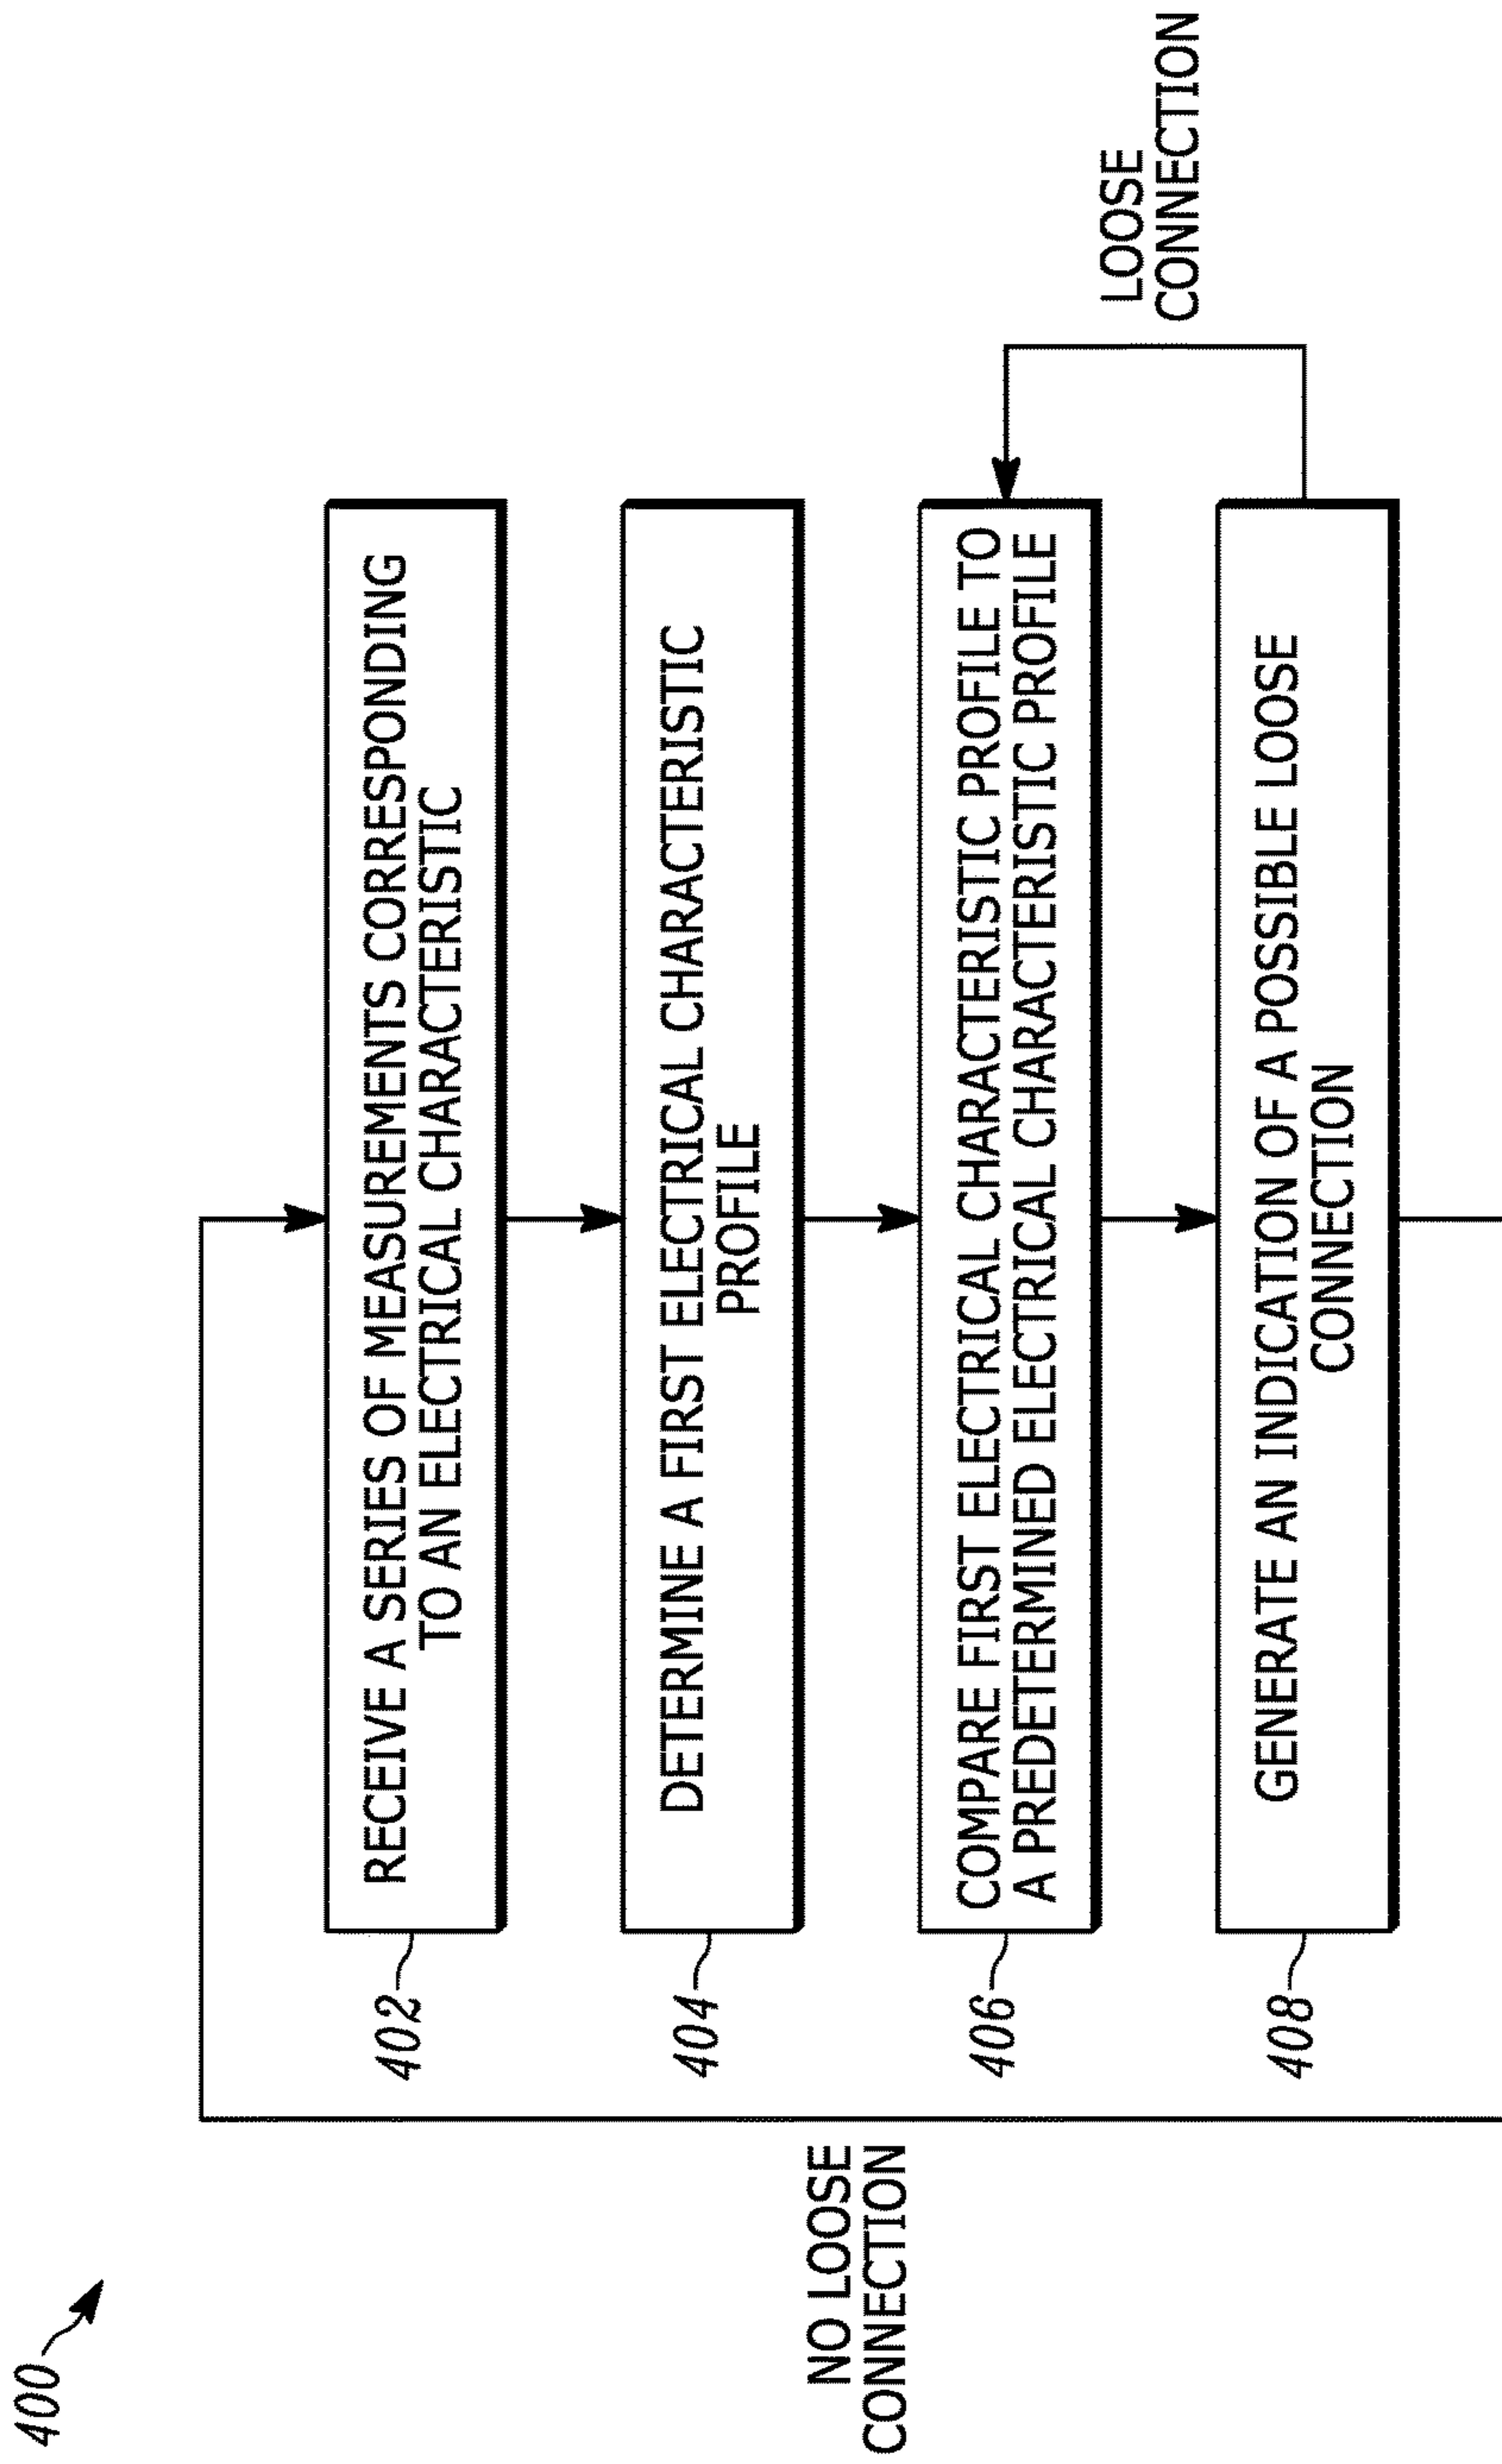 400
402
RECEIVE A SERIES OF MEASUREMENTS CORRESPONDING
TO AN ELECTRICAL CHARACTERISTIC
404
DETERMINE A FIRST ELECTRICAL CHARACTERISTIC
PROFILE
NO LOOSE
CONNECTION
406
COMPARE FIRST ELECTRICAL CHARACTERISTIC PROFILE TO
A PREDETERMINED ELECTRICAL CHARACTERISTIC PROFILE
LOOSE
CONNECTION
408
GENERATE AN INDICATION OF A POSSIBLE LOOSE
CONNECTION